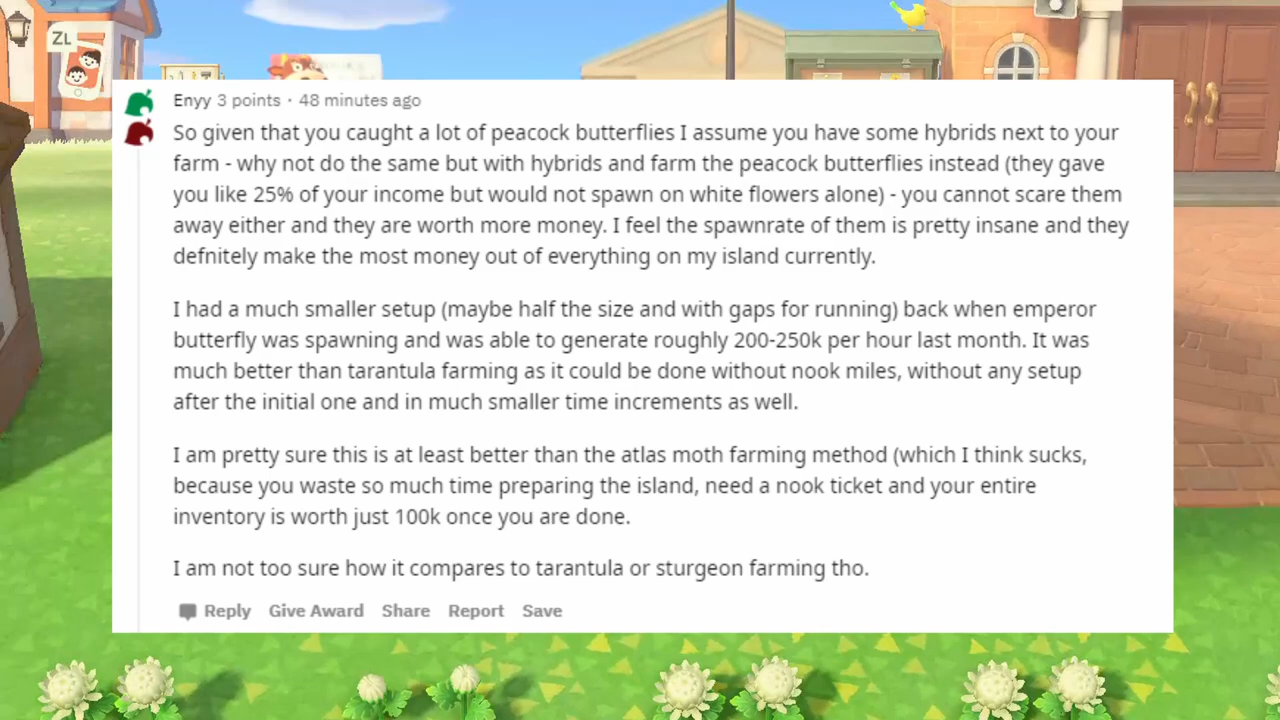 ZL
Enyy 3 points · 48 minutes ago
So given that you caught a lot of peacock butterflies I assume you have some hybrids next to your
farm - why not do the same but with hybrids and farm the peacock butterflies instead (they gave
you like 25% of your income but would not spawn on white flowers alone) - you cannot scare them
away either and they are worth more money. I feel the spawnrate of them is pretty insane and they
defnitely make the most money out of everything on my island currently.
I had a much smaller setup (maybe half the size and with gaps for running) back when emperor
butterfly was spawning and was able to generate roughly 200-250k per hour last month. It was
much better than tarantula farming as it could be done without nook miles, without any setup
after the initial one and in much smaller time increments as well.
I am pretty sure this is at least better than the atlas moth farming method (which I think sucks,
because you waste so much time preparing the island, need a nook ticket and your entire
inventory is worth just 100k once you are done.
I am not too sure how it compares to tarantula or sturgeon farming tho.
Reply Give Award Share Report Save